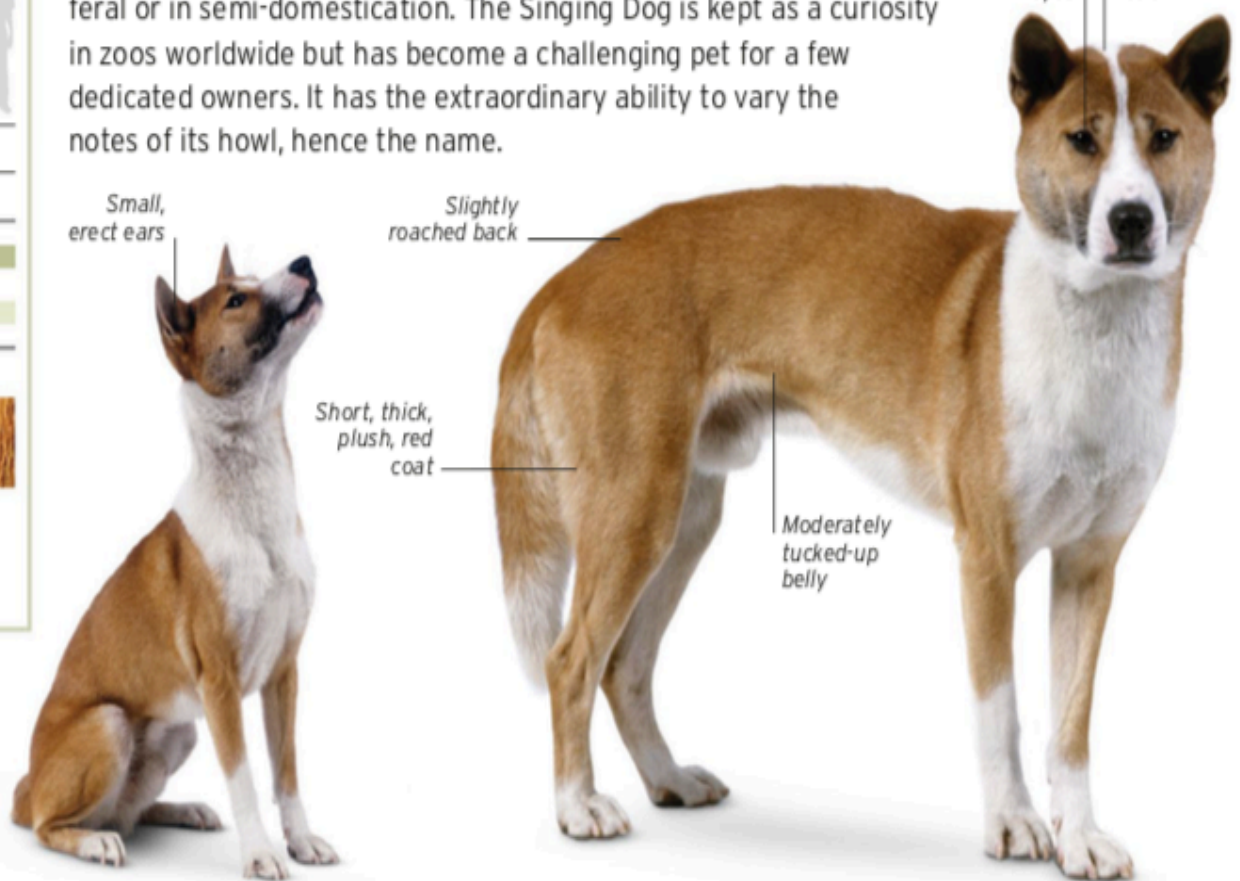 feral or in semi-domestication. The Singing Dog is kept as a curiosity
in zoos worldwide but has become a challenging pet for a few
dedicated owners. It has the extraordinary ability to vary the
notes of its howl, hence the name.
Small,
erect ears
Slightly
roached back
Short, thick,
plush, red
coat
Moderately
tucked-up
belly